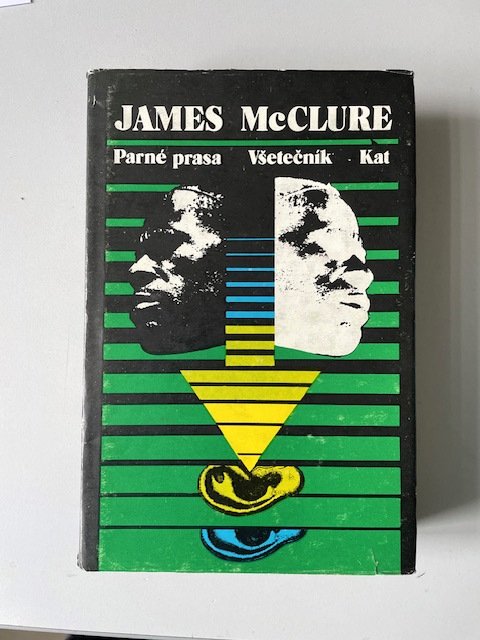 JAMES McCLURE
Parné prasa Všetečník Kat